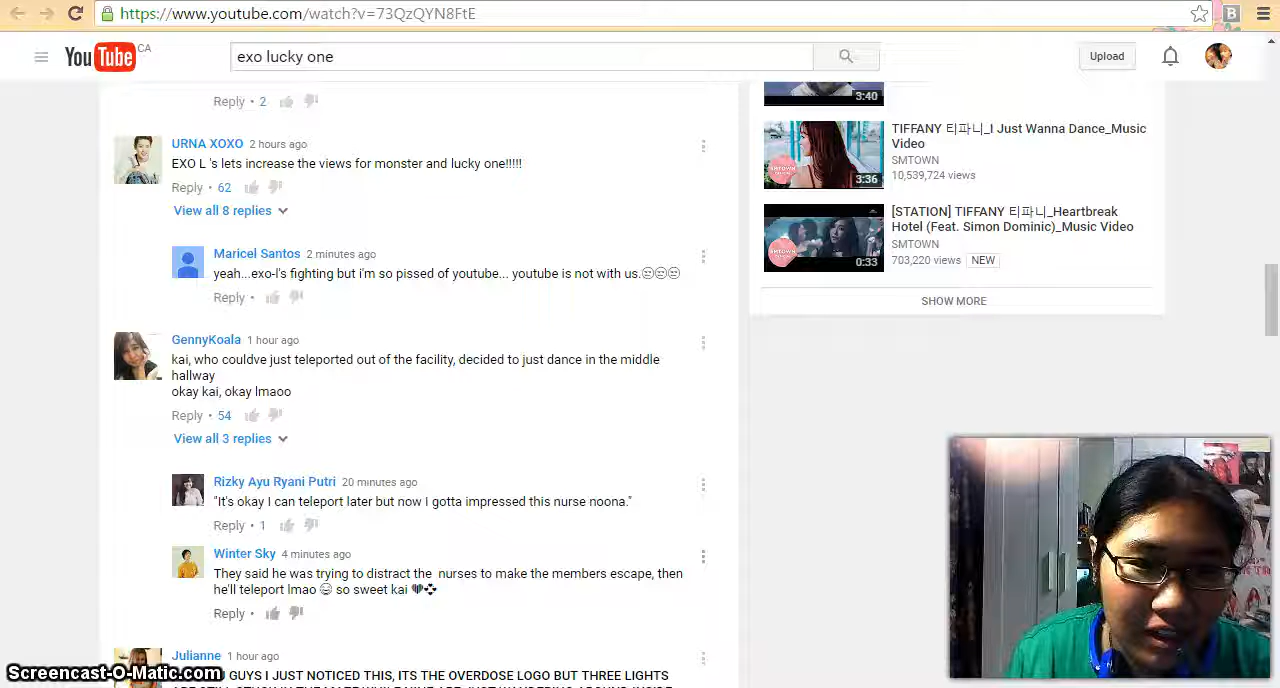 https://www.youtube.com/watch?v=73QzQYN8FtE
B
YouTube CA
exo lucky one
Upload
Reply • 2
URNA XOXO 2 hours ago
EXO L 's lets increase the views for monster and lucky one!!!!!
Reply • 62
View all 8 replies
Maricel Santos 2 minutes ago
yeah...exo-l's fighting but i'm so pissed of youtube... youtube is not with us.😒😒😒
Reply •
GennyKoala 1 hour ago
kai, who couldve just teleported out of the facility, decided to just dance in the middle
hallway
okay kai, okay lmaoo
Reply • 54
View all 3 replies
Rizky Ayu Ryani Putri 20 minutes ago
"It's okay I can teleport later but now I gotta impressed this nurse noona."
Reply • 1
Winter Sky 4 minutes ago
They said he was trying to distract the nurses to make the members escape, then
he'll teleport lmao 😂 so sweet kai
Reply •
Julianne 1 hour ago
GUYS I JUST NOTICED THIS, IT'S THE OVERDOSE LOGO BUT THREE LIGHTS
3:40
TIFFANY 티파니_I Just Wanna Dance_Music
Video
SMTOWN
10,539,724 views
3:36
[STATION] TIFFANY 티파니_Heartbreak
Hotel (Feat. Simon Dominic)_Music Video
SMTOWN
703,220 views NEW
0:33
SHOW MORE
Screencast-O-Matic.com